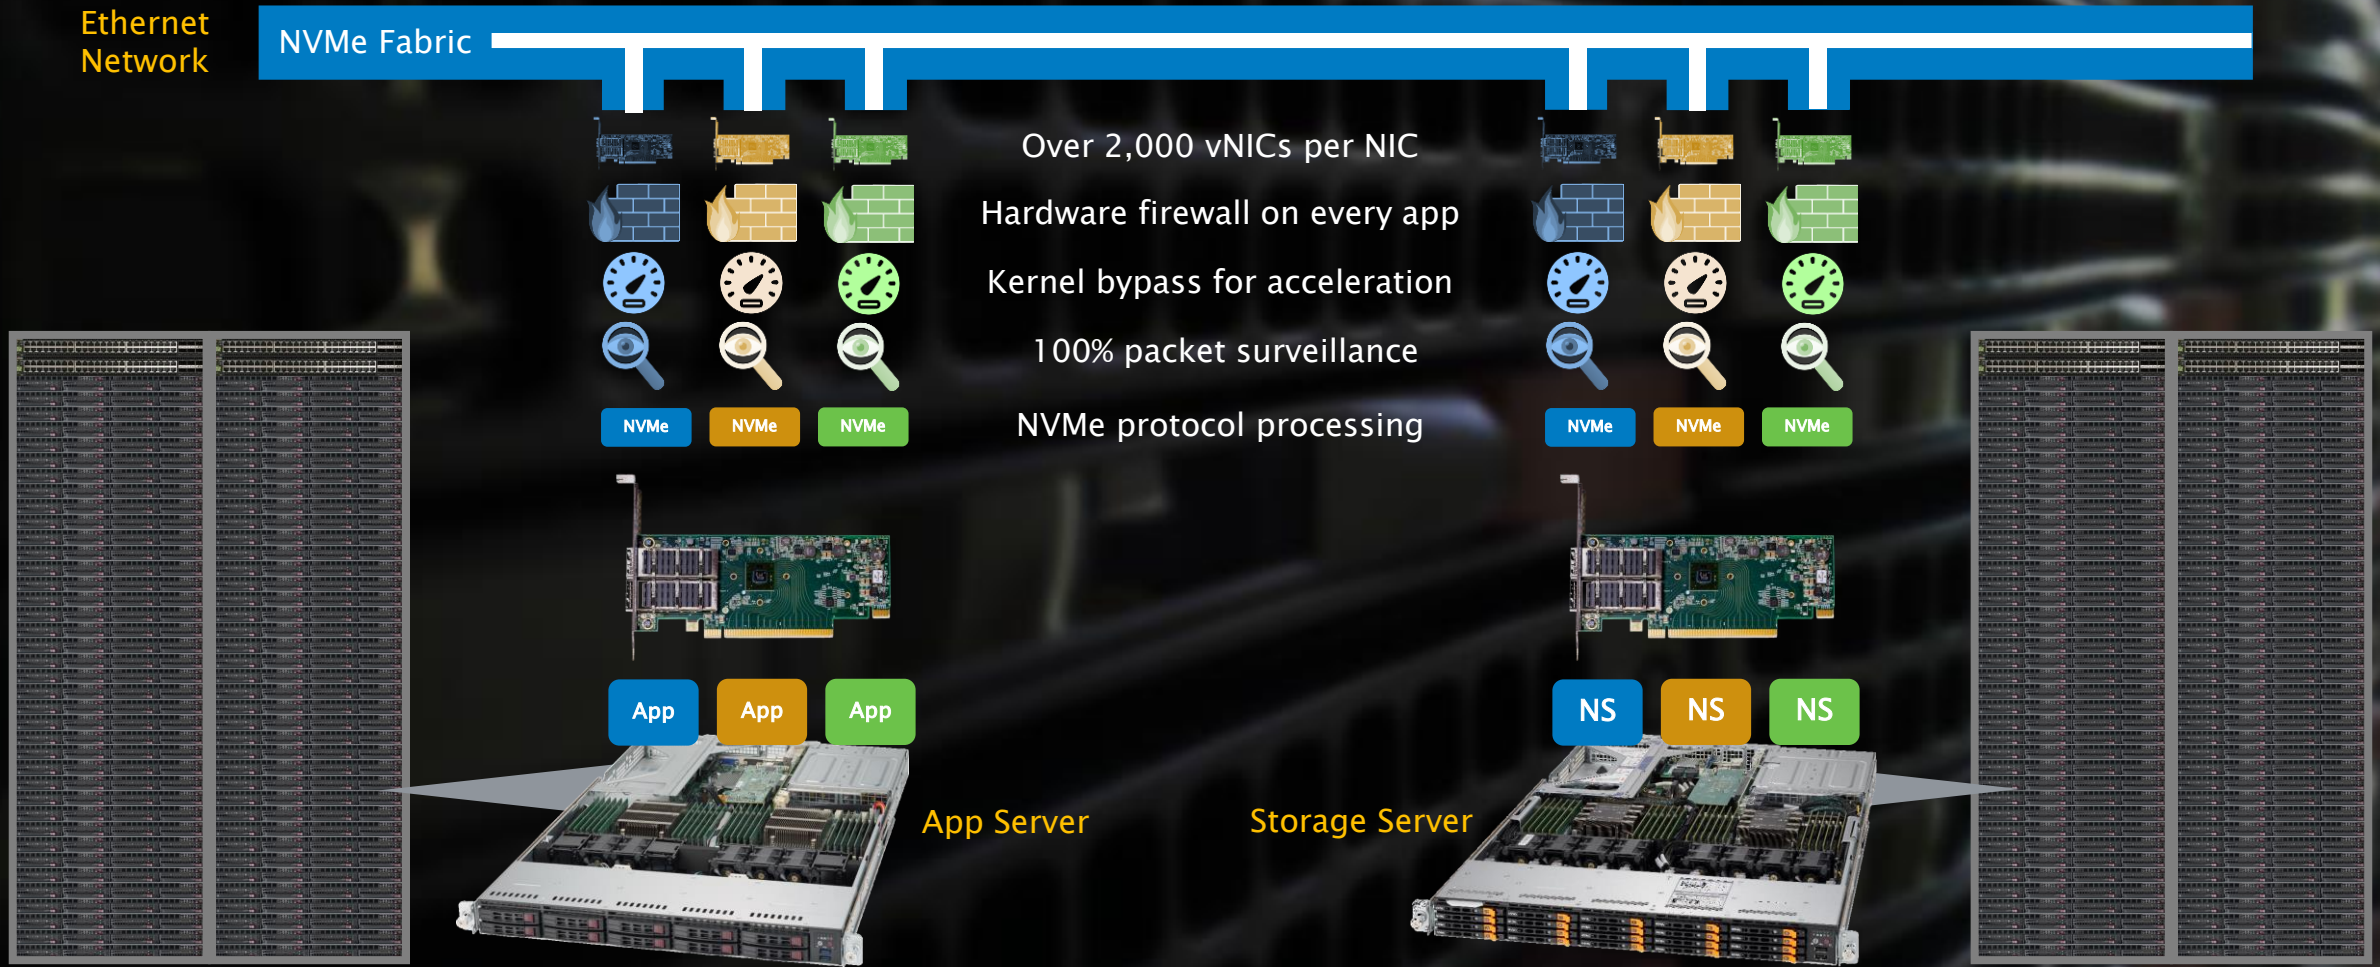 Ethernet
Network
NVMe Fabric
Over 2,000 vNICs per NIC
Hardware firewall on every app
Kernel bypass for acceleration
100% packet surveillance
NVMe NVMe NVMe
NVMe protocol processing
NVMe NVMe NVMe
App App App
NS NS NS
App Server
Storage Server